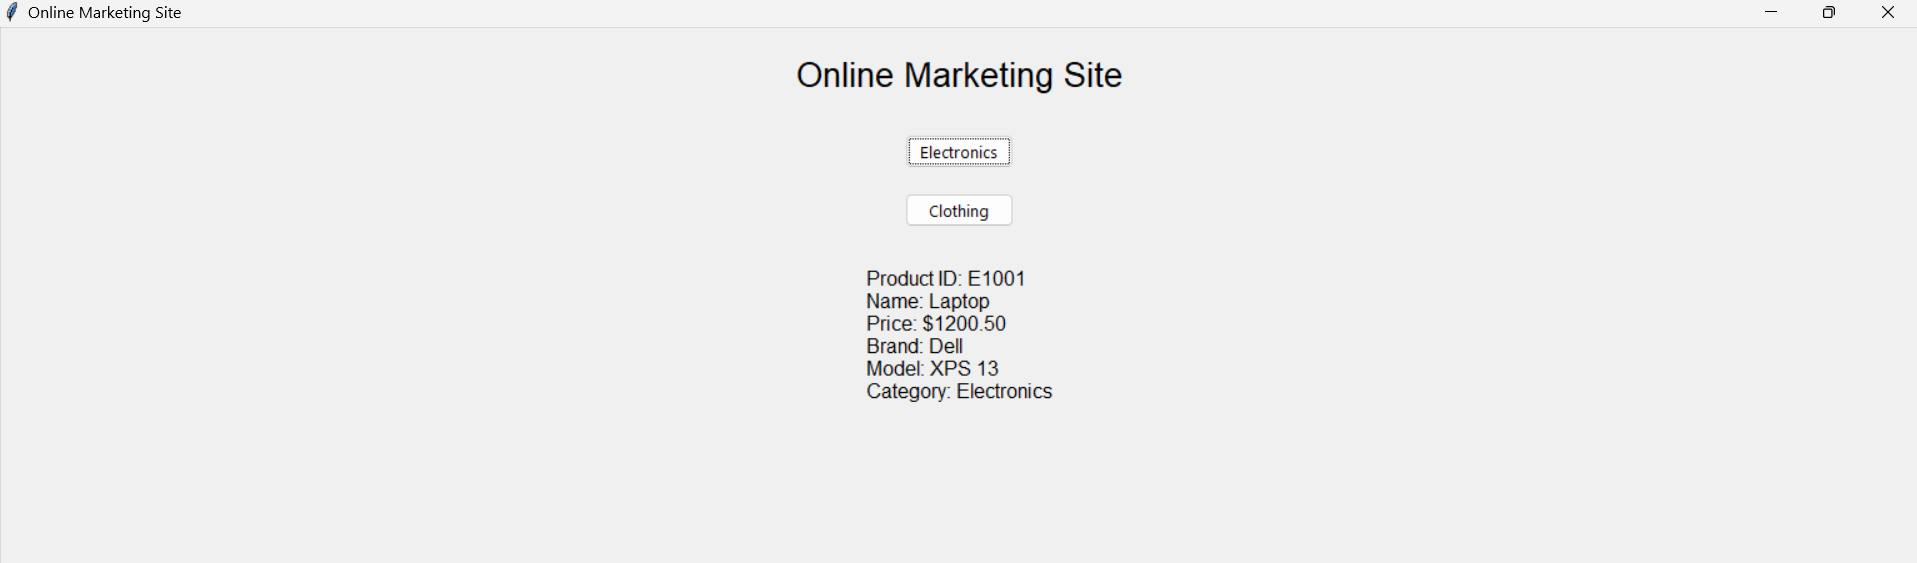 Online Marketing Site
Online Marketing Site
Electronics
Clothing
Product ID: E1001
Name: Laptop
Price: $1200.50
Brand: Dell
Model: XPS 13
Category: Electronics